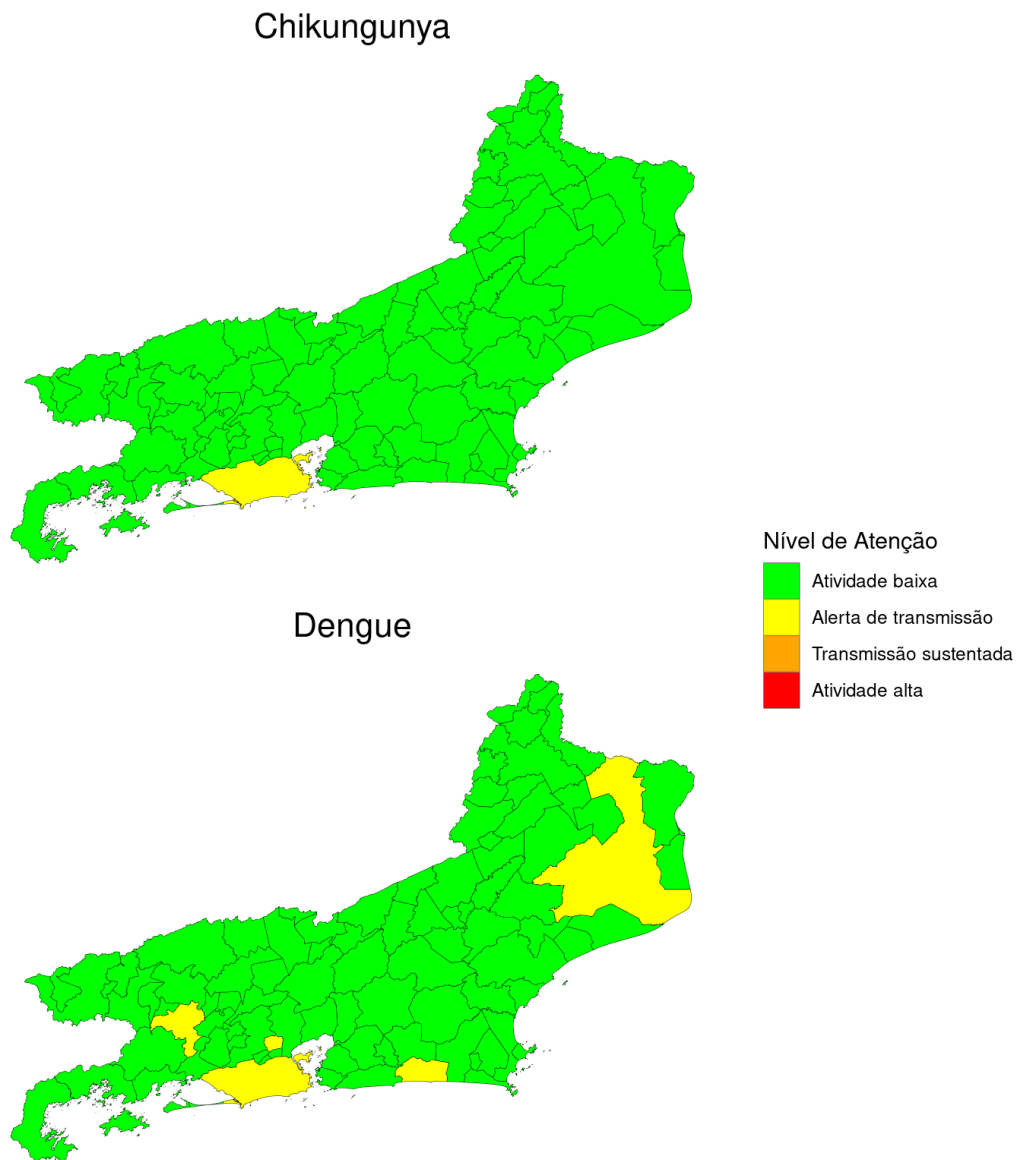 Chikungunya
Nível de Atenção
Atividade baixa
Alerta de transmissão
Transmissão sustentada
Atividade alta
Dengue